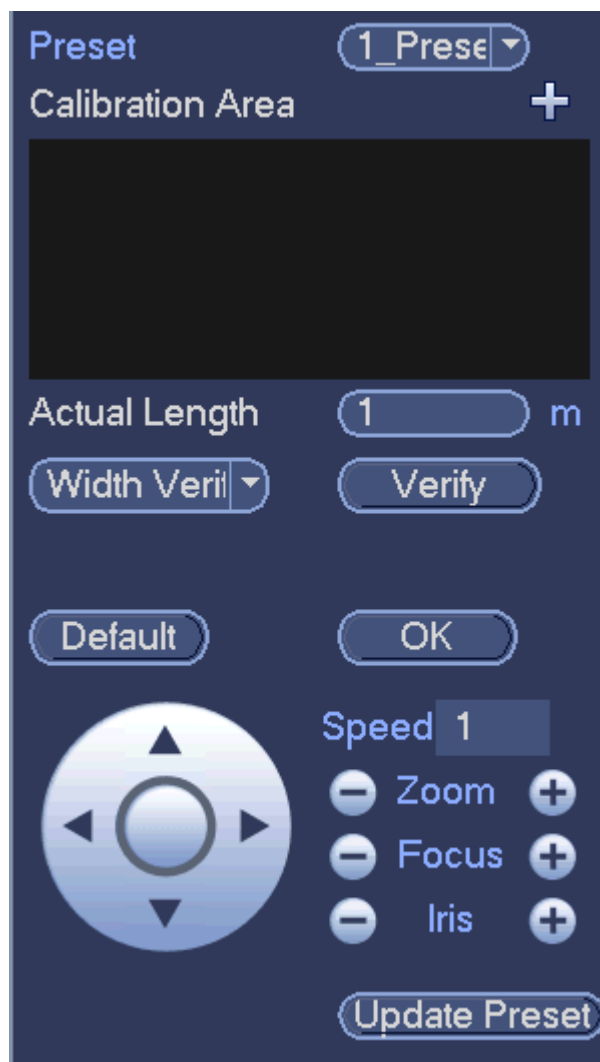 Preset 1_Prese
Calibration Area
Actual Length 1 m
Width Veri Verify
Default OK
Speed 1
Zoom
Focus
Iris
Update Preset